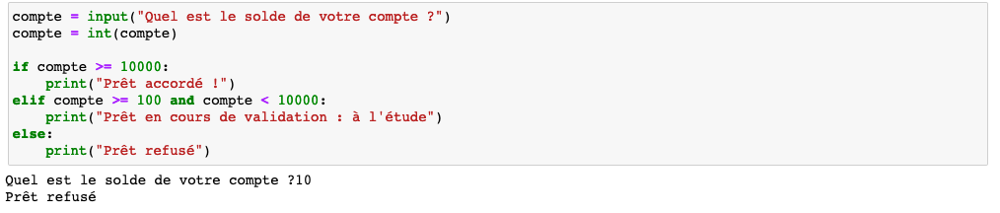 compte = input("Quel est le solde de votre compte ?")
compte = int(compte)

if compte >= 10000:
    print("Prêt accordé !")
elif compte >= 100 and compte < 10000:
    print("Prêt en cours de validation : à l'étude")
else:
    print("Prêt refusé")
Quel est le solde de votre compte ?10
Prêt refusé